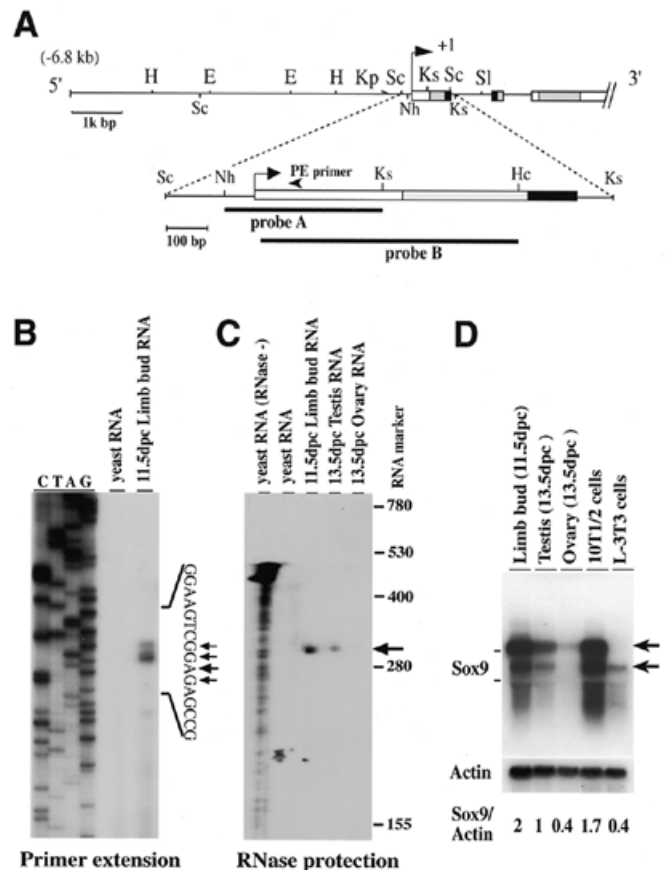 A
(-6.8 kb)
+1
5' H E E H Kp Sc Ks Sc Sl 3'
Sc Nh Ks
1k bp
Sc Nh PE primer Ks Hc Ks
probe A
100 bp
probe B
B
yeast RNA
11.5dpc Limb bud RNA
C T A G
GGAAGTCGGAGAGCCG
Primer extension
C
yeast RNA (RNase -)
yeast RNA
11.5dpc Limb bud RNA
13.5dpc Testis RNA
13.5dpc Ovary RNA
RNA marker
780
530
400
280
155
RNase protection
D
Limb bud (11.5dpc)
Testis (13.5dpc )
Ovary (13.5dpc )
10T1/2 cells
L-3T3 cells
Sox9
Actin
Sox9/
Actin
2 1 0.4 1.7 0.4